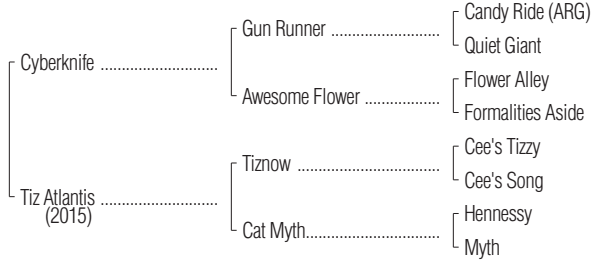 Candy Ride (ARG)
Gun Runner ......................
Quiet Giant
Cyberknife ........................
Flower Alley
Awesome Flower ...............
Formalities Aside
Cee's Tizzy
Tiznow .............................
Cee's Song
Tiz Atlantis ........................
(2015)
Hennessy
Cat Myth...........................
Myth